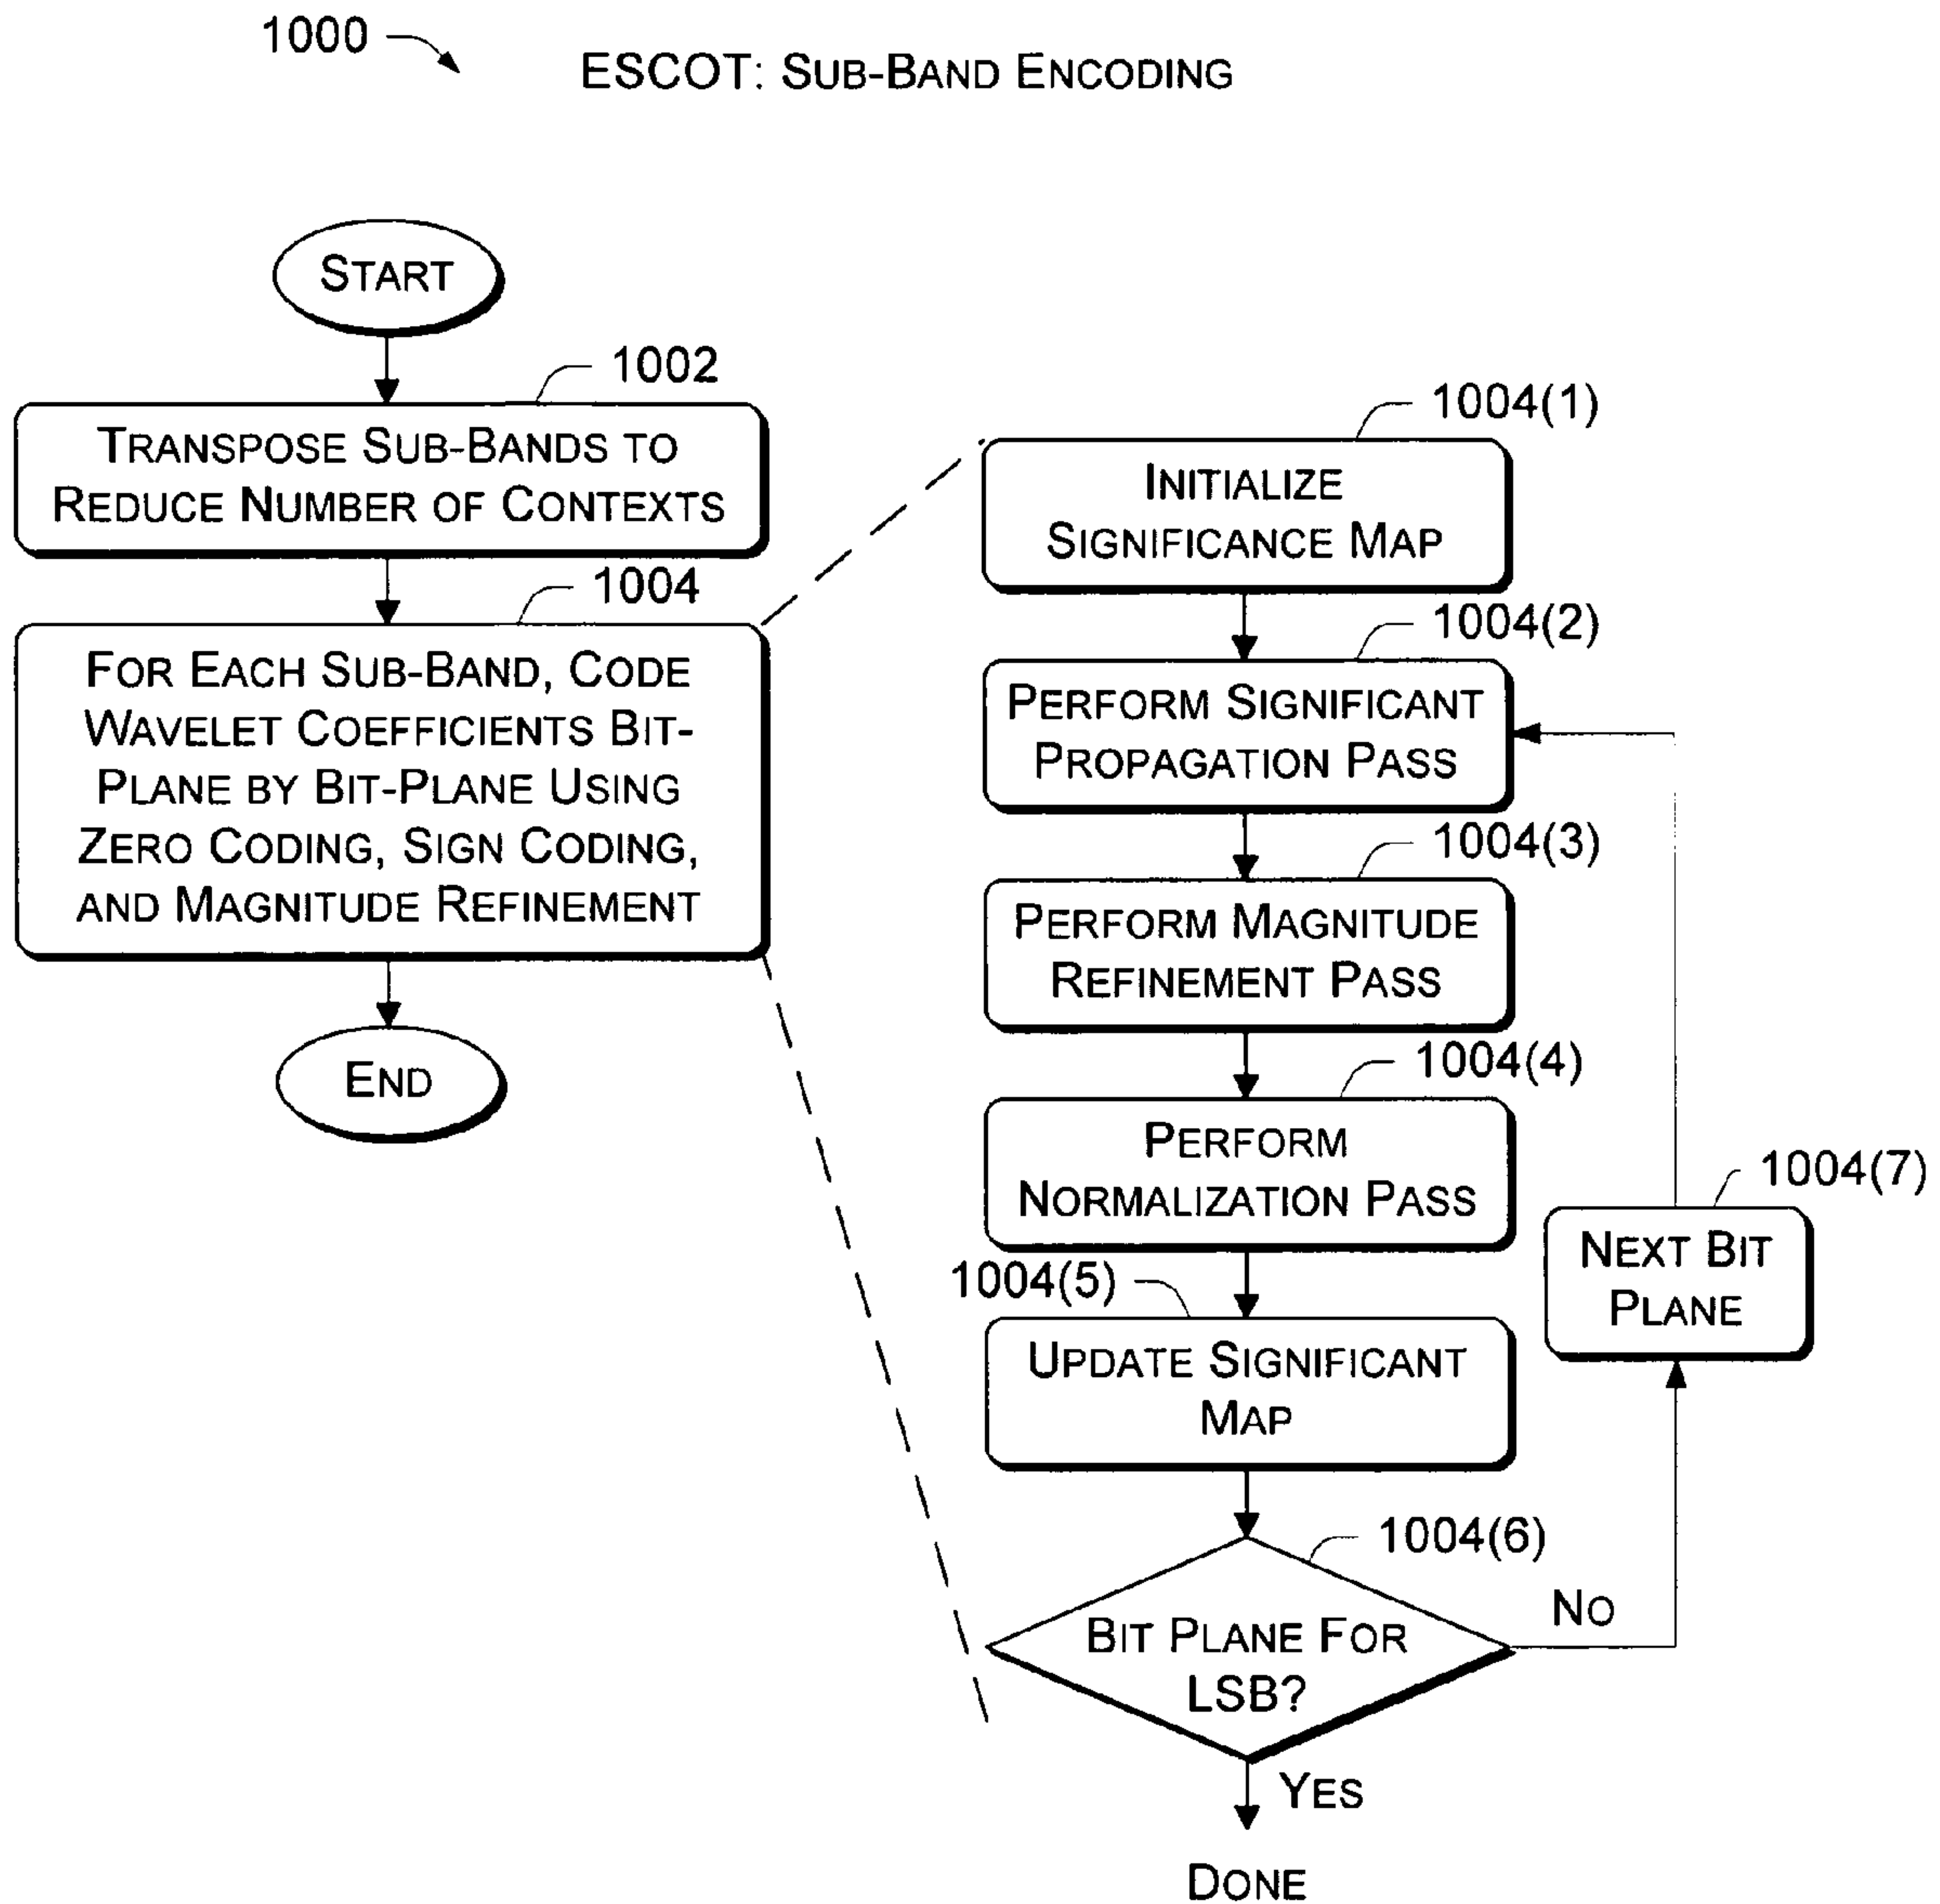 1000
ESCOT: SUB-BAND ENCODING
START
1002
TRANSPOSE SUB-BANDS TO
REDUCE NUMBER OF CONTEXTS
1004
FOR EACH SUB-BAND, CODE
WAVELET COEFFICIENTS BIT-
PLANE BY BIT-PLANE USING
ZERO CODING, SIGN CODING,
AND MAGNITUDE REFINEMENT
END
1004(1)
INITIALIZE
SIGNIFICANCE MAP
1004(2)
PERFORM SIGNIFICANT
PROPAGATION PASS
1004(3)
PERFORM MAGNITUDE
REFINEMENT PASS
1004(4)
PERFORM
NORMALIZATION PASS
1004(5)
UPDATE SIGNIFICANT
MAP
1004(6)
BIT PLANE FOR
LSB?
NO
1004(7)
NEXT BIT
PLANE
YES
DONE